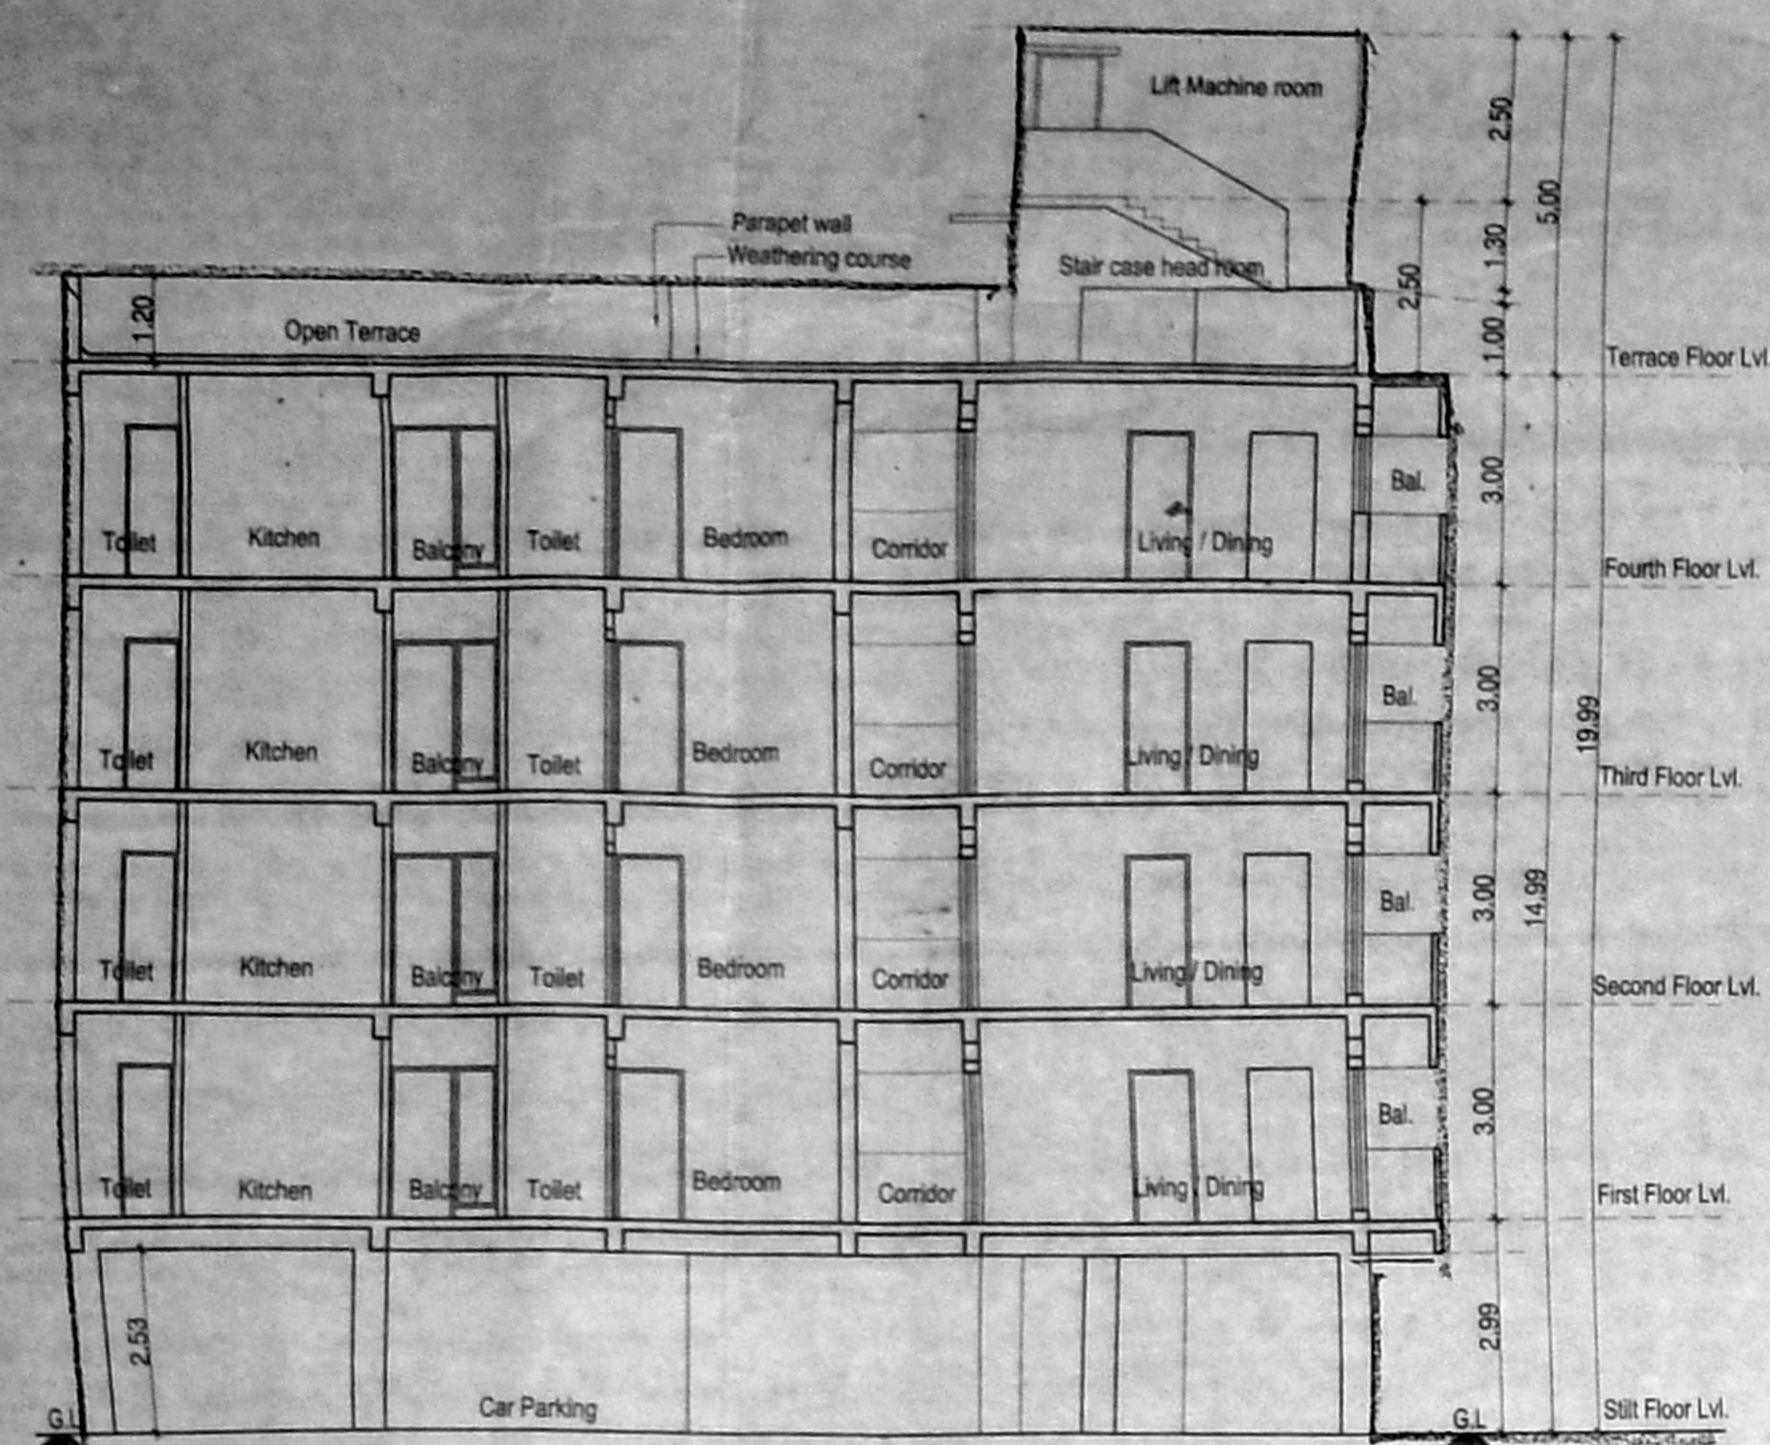 Lift Machine room
2.50
5.00
Parapet wall
Weathering course
Stair case head room
1.30
2.50
1.20
Open Terrace
1.00
Terrace Floor Lvl.
Toilet Kitchen Balcony Toilet Bedroom Corridor Living / Dining Bal. 3.00
Fourth Floor Lvl.
Toilet Kitchen Balcony Toilet Bedroom Corridor Living / Dining Bal. 3.00
19.99
Third Floor Lvl.
Toilet Kitchen Balcony Toilet Bedroom Corridor Living / Dining Bal. 3.00
14.99
Second Floor Lvl.
Toilet Kitchen Balcony Toilet Bedroom Corridor Living / Dining Bal. 3.00
First Floor Lvl.
2.53
2.99
Car Parking
Stilt Floor Lvl.
G.L
G.L